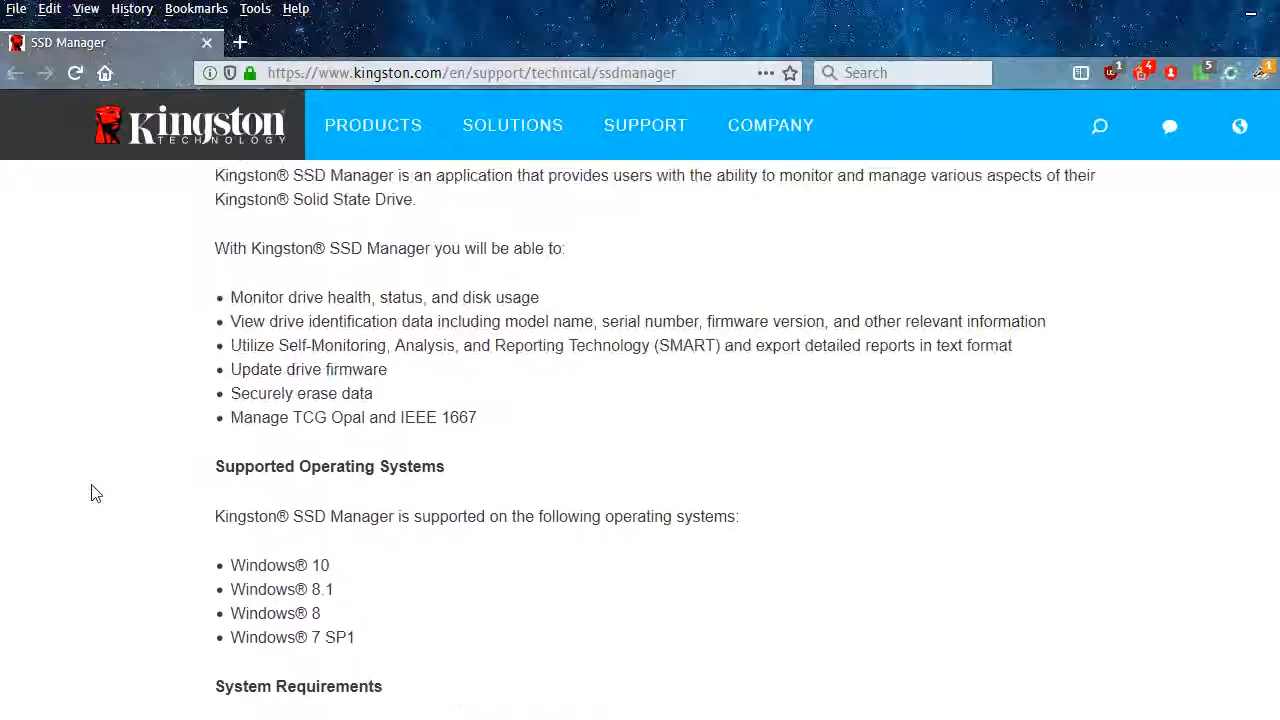 File Edit View History Bookmarks Tools Help
SSD Manager
https://www.kingston.com/en/support/technical/ssdmanager
Search
1
4
5
1
Kingston
TECHNOLOGY
PRODUCTS SOLUTIONS SUPPORT COMPANY
Kingston® SSD Manager is an application that provides users with the ability to monitor and manage various aspects of their
Kingston® Solid State Drive.
With Kingston® SSD Manager you will be able to:
• Monitor drive health, status, and disk usage
• View drive identification data including model name, serial number, firmware version, and other relevant information
• Utilize Self-Monitoring, Analysis, and Reporting Technology (SMART) and export detailed reports in text format
• Update drive firmware
• Securely erase data
• Manage TCG Opal and IEEE 1667
Supported Operating Systems
Kingston® SSD Manager is supported on the following operating systems:
• Windows® 10
• Windows® 8.1
• Windows® 8
• Windows® 7 SP1
System Requirements